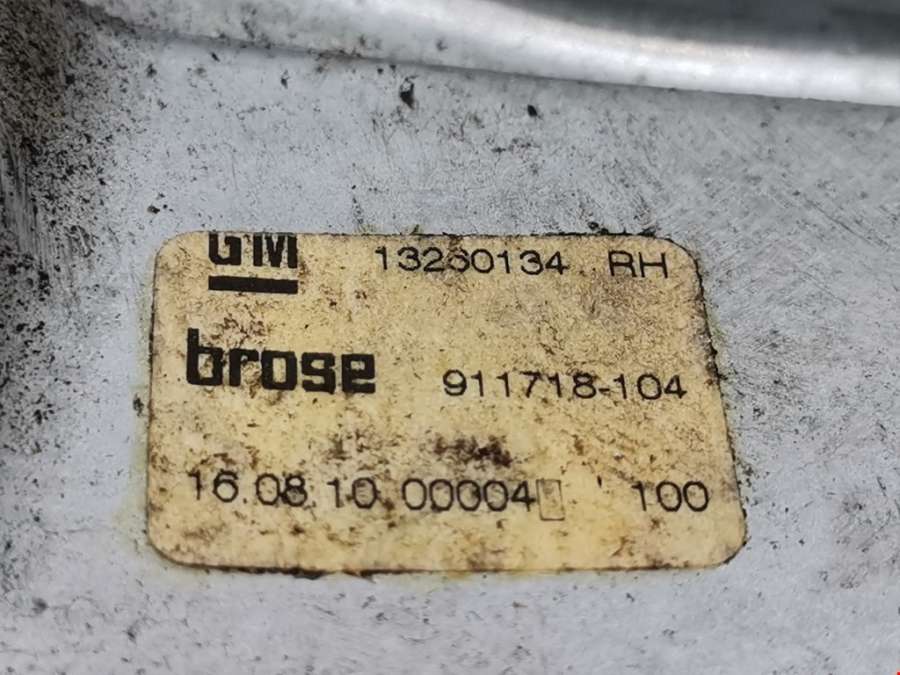 GM 13260134 RH
brose 911718-104
16.08.10 00004 100